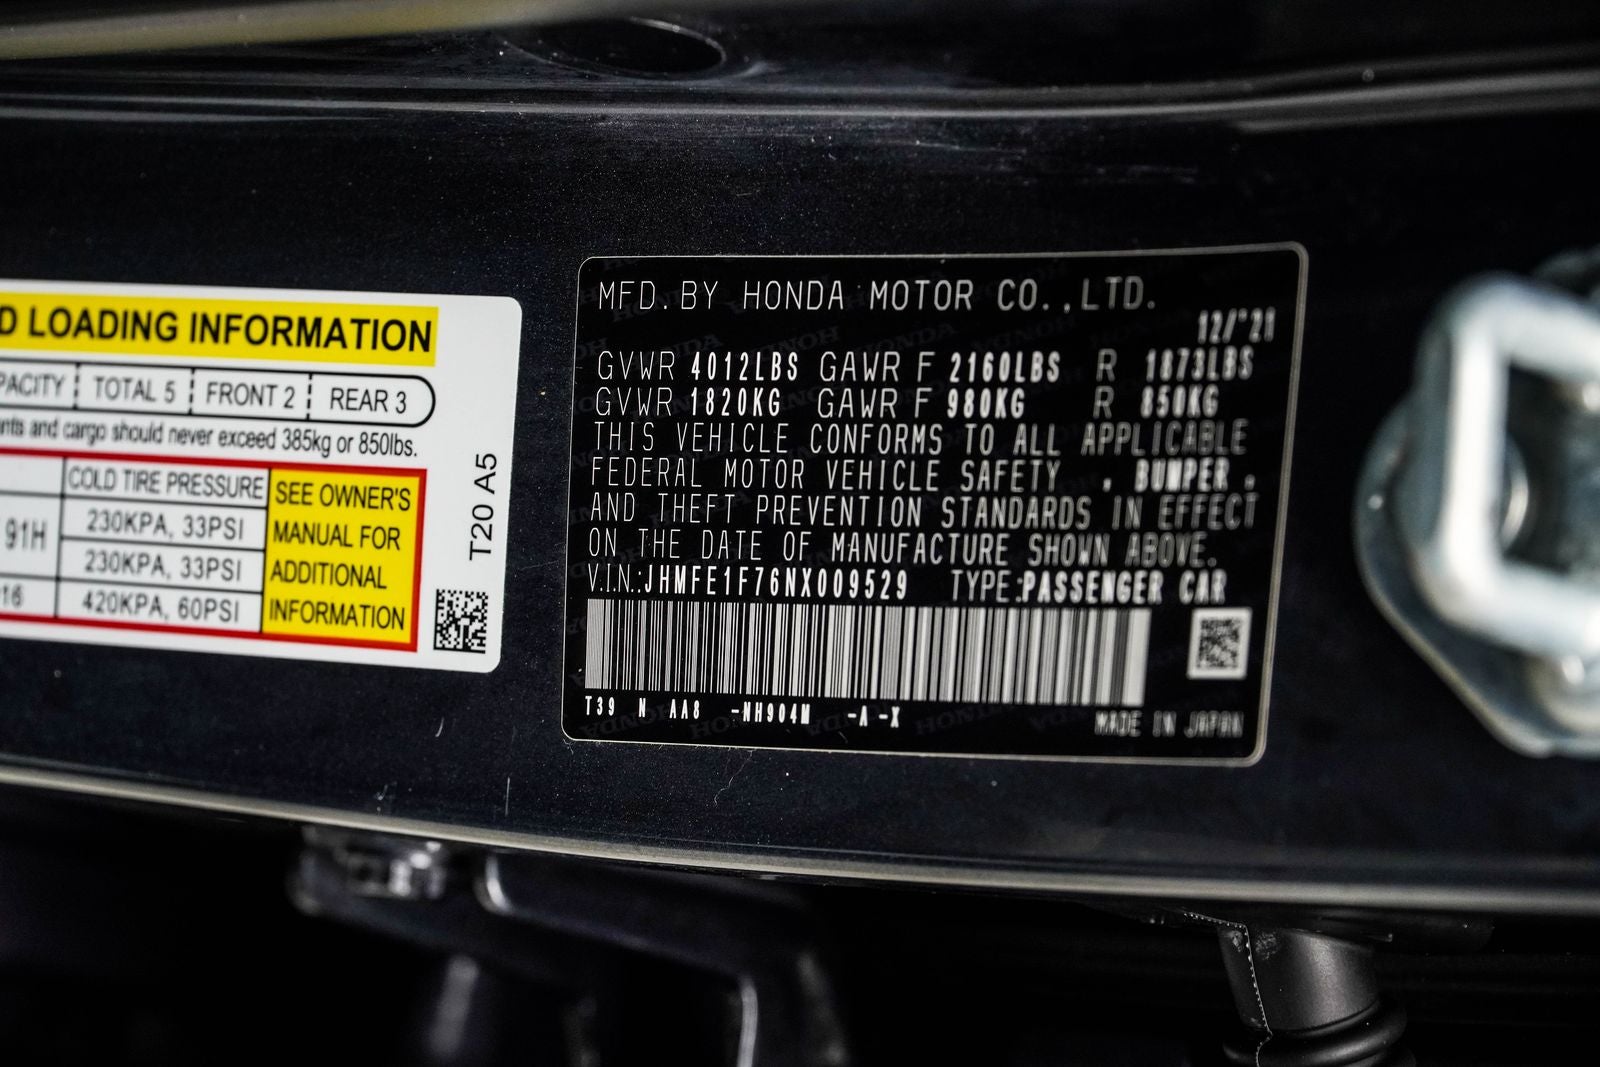 D LOADING INFORMATION
PACITY TOTAL 5 FRONT 2 REAR 3
ants and cargo should never exceed 385kg or 850lbs.
COLD TIRE PRESSURE
91H 230KPA, 33PSI
230KPA, 33PSI
16 420KPA, 60PSI
SEE OWNER'S
MANUAL FOR
ADDITIONAL
INFORMATION
T20 A5
MFD.BY HONDA MOTOR CO.,LTD.
12/'21
GVWR 4012LBS GAWR F 2160LBS R 1873LBS
GVWR 1820KG GAWR F 980KG R 850KG
THIS VEHICLE CONFORMS TO ALL APPLICABLE
FEDERAL MOTOR VEHICLE SAFETY , BUMPER ,
AND THEFT PREVENTION STANDARDS IN EFFECT
ON THE DATE OF MANUFACTURE SHOWN ABOVE.
V.I.N.:JHMFE1F76NX009529 TYPE:PASSENGER CAR
T39 N AA8 -NH904M -A -X
MADE IN JAPAN